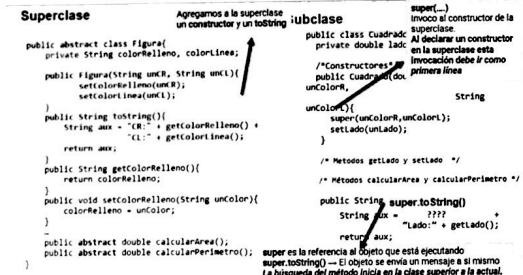 Superclase
Agregamos a la superclase
un constructor y un toString
public abstract class Figura{
private String colorRelleno, colorLinea;
public Figura(String unCR, String unCL){
setColorRelleno(unCR);
setColorLinea(unCL);
}
public String toString(){
String aux = "CR:" + getColorRelleno() +
"CL:" + getColorLinea();
return aux;
}
public String getColorRelleno(){
return colorRelleno;
}
public void setColorRelleno(String unColor){
colorRelleno = unColor;
}
…
public abstract double calcularArea();
public abstract double calcularPerimetro();
}
ubclase
super(....)
Invoco al constructor de la
superclase.
Al declarar un constructor
en la superclase esta
invocación debe ir como
primera línea
public class Cuadrado
private double lado
/*Constructores*/
public Cuadrado(dou
unColorR,
String
unColorL){
super(unColorR,unColorL);
setLado(unLado);
}
/* Metodos getLado y setLado */
/* Métodos calcularArea y calcularPerimetro */
public String
super.toString()
String aux = ???? +
"Lado:" + getLado();
return aux;
super es la referencia al objeto que está ejecutando
super.toString() → El objeto se envía un mensaje a si mismo
La búsqueda del método inicia en la clase superior a la actual.